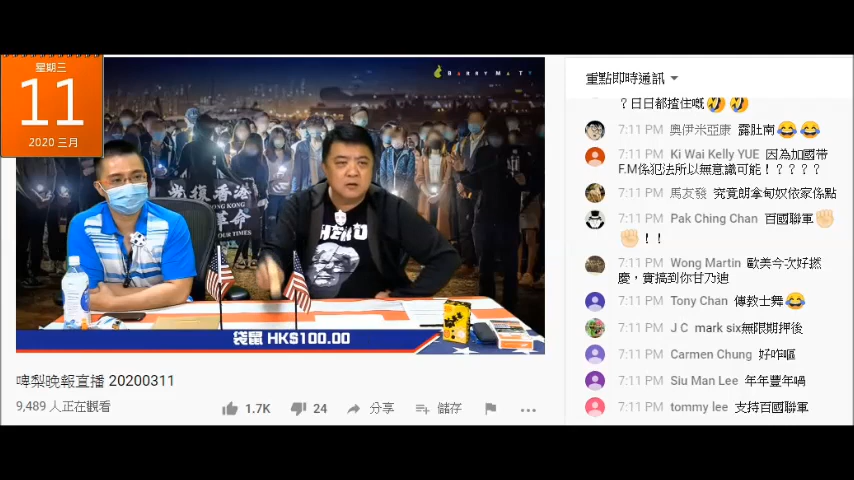 星期三
11
2020 三月
BARRY MA TY
光復香港
HONG KONG
革命
OUR TIMES
袋鼠 HK$100.00
啤梨晚報直播 20200311
9,489 人正在觀看
1.7K
24
分享
儲存
重點即時通訊
？日日都揸住嘅🤣🤣
7:11 PM 奧伊米亞康 露肚南😂😂
7:11 PM Ki Wai Kelly YUE 因為加國帶
F.M係犯法所以無意識可能！？？？？
7:11 PM 馬友發 究竟朗拿甸奴依家係點
7:11 PM Pak Ching Chan 百國聯軍✊🏻
✊🏻！！
7:11 PM Wong Martin 歐美今次好撚
慶，實搞到你甘乃迪
7:11 PM Tony Chan 傳教士舞😂
7:11 PM J C mark six無限期押後
7:11 PM Carmen Chung 好咋嘔
7:11 PM Siu Man Lee 年年豐年喎
7:11 PM tommy lee 支持百國聯軍